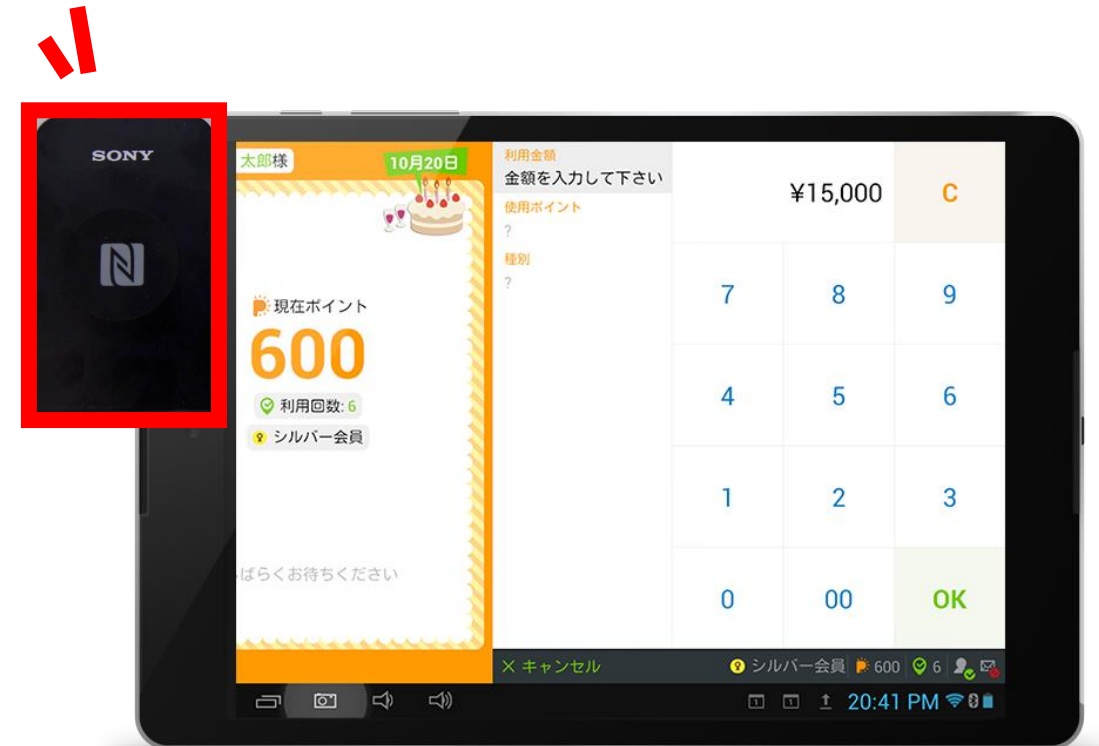 SONY
太郎様
10月20日
現在ポイント
600
利用回数: 6
シルバー会員
ばらくお待ちください
利用金額
金額を入力して下さい
使用ポイント
?
種別
?
¥15,000
C
7
8
9
4
5
6
1
2
3
0
00
OK
× キャンセル
シルバー会員
600
6
1
1
20:41 PM